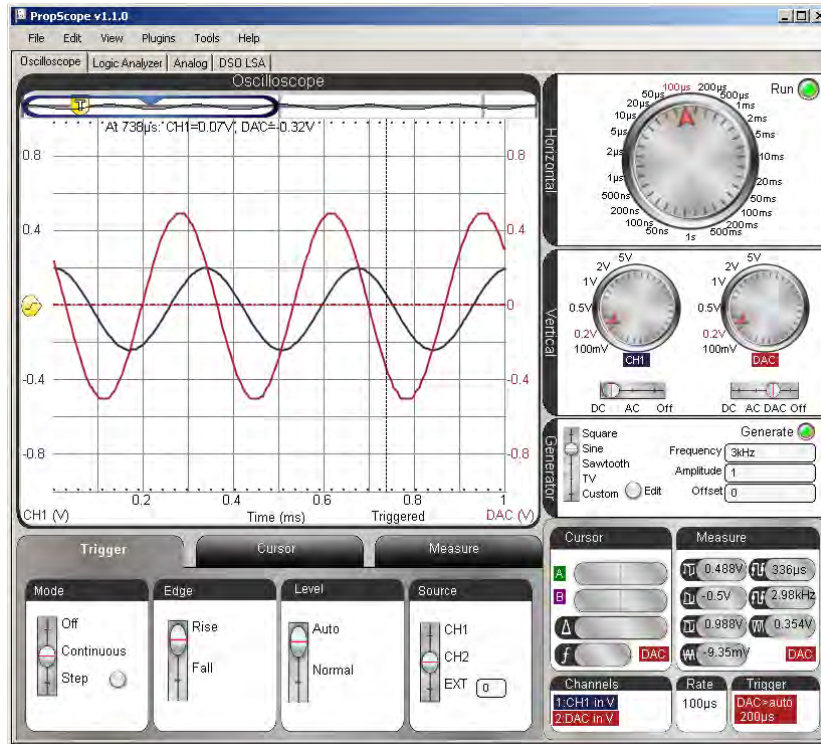 PropScope v1.1.0
File Edit View Plugins Tools Help
Oscilloscope Logic Analyzer Analog DSO LSA
Oscilloscope
T
At 738µs: CH1=0.07V, DAC=-0.32V
0.8 0.8
0.4 0.4
0 0
-0.4 -0.4
-0.8 -0.8
0.2 0.4 0.6 0.8 1
CH1 (V) Time (ms) Triggered DAC (V)
Horizontal
Run
50ns
100ns
200ns
500ns
1µs
2µs
5µs
10µs
20µs
50µs
100µs
200µs
500µs
1ms
2ms
5ms
10ms
20ms
50ms
100ms
200ms
500ms
1s
Vertical
5V
2V
1V
0.5V
0.2V
100mV
CH1
DC AC Off
5V
2V
1V
0.5V
0.2V
100mV
DAC
DC AC DAC Off
Generator
Square
Sine
Sawtooth
TV
Custom Edit
Generate
Frequency 3kHz
Amplitude 1
Offset 0
Trigger Cursor Measure
Mode
Off
Continuous
Step
Edge
Rise
Fall
Level
Auto
Normal
Source
CH1
CH2
EXT 0
Cursor
A
B
Δ
f DAC
Measure
0.488V 336µs
-0.5V 2.98kHz
0.988V 0.354V
-9.35mV DAC
Channels
1:CH1 in V
2:DAC in V
Rate
100µs
Trigger
DAC>auto
200µs